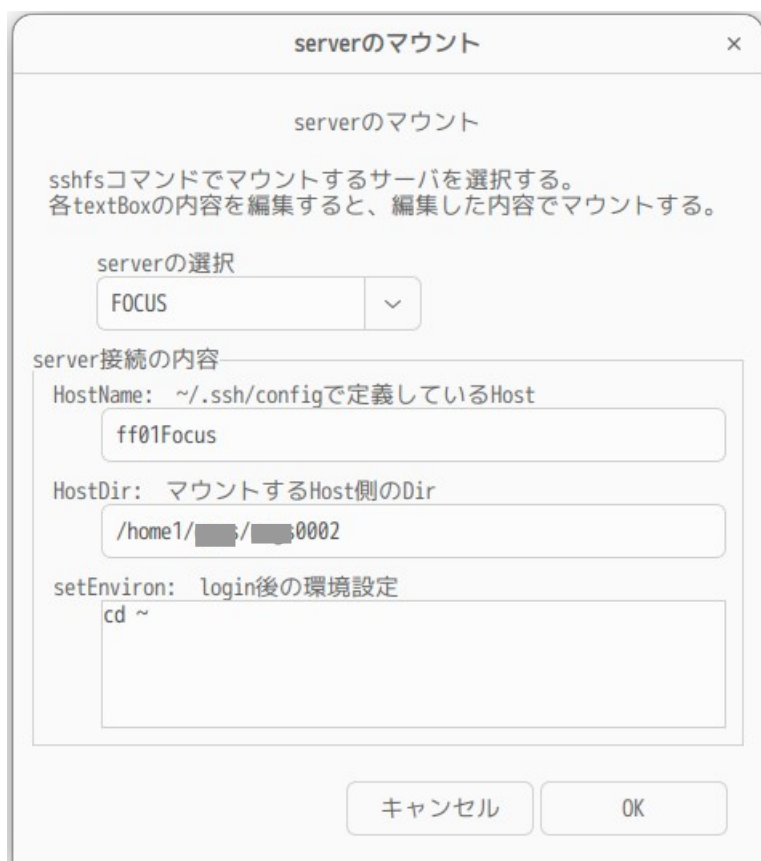 serverのマウント
serverのマウント
sshfsコマンドでマウントするサーバを選択する。
各textBoxの内容を編集すると、編集した内容でマウントする。
serverの選択
FOCUS
server接続の内容
HostName: ~/.ssh/configで定義しているHost
ff01Focus
HostDir: マウントするHost側のDir
/home1/ / 0002
setEnviron: login後の環境設定
cd ~
キャンセル OK